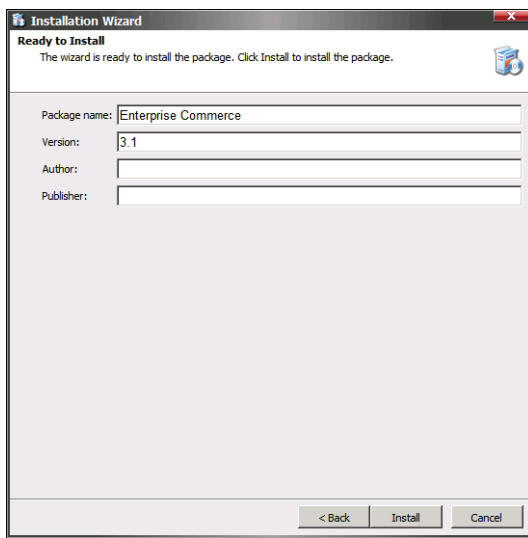 Installation Wizard
Ready to Install
The wizard is ready to install the package. Click Install to install the package.
Package name: Enterprise Commerce
Version: 3.1
Author:
Publisher:
< Back Install Cancel